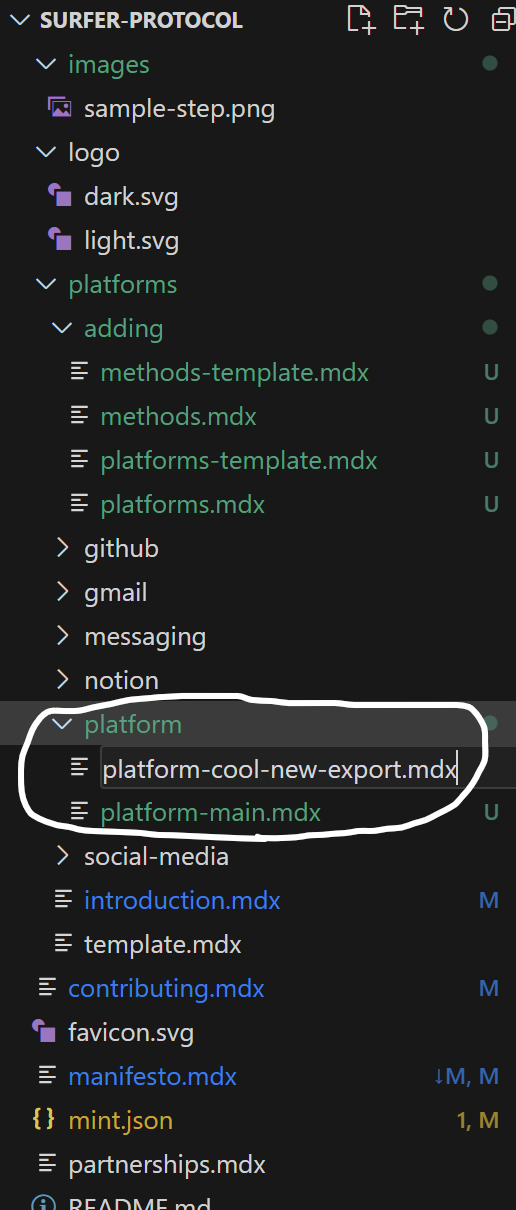 SURFER-PROTOCOL
images
sample-step.png
logo
dark.svg
light.svg
platforms
adding
methods-template.mdx U
methods.mdx U
platforms-template.mdx U
platforms.mdx U
github
gmail
messaging
notion
platform
platform-cool-new-export.mdx
platform-main.mdx U
social-media
introduction.mdx M
template.mdx
contributing.mdx M
favicon.svg
manifesto.mdx ↓M, M
{} mint.json 1, M
partnerships.mdx
README.md